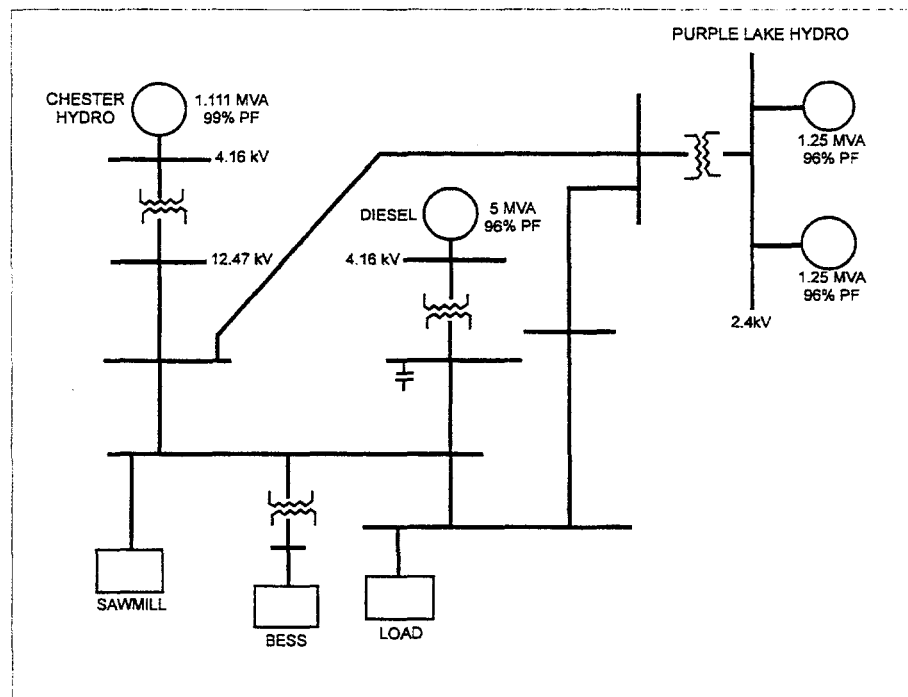 PURPLE LAKE HYDRO
CHESTER
HYDRO
1.111 MVA
99% PF
4.16 kV
12.47 kV
DIESEL
5 MVA
96% PF
4.16 kV
1.25 MVA
96% PF
1.25 MVA
96% PF
2.4kV
SAWMILL
BESS
LOAD